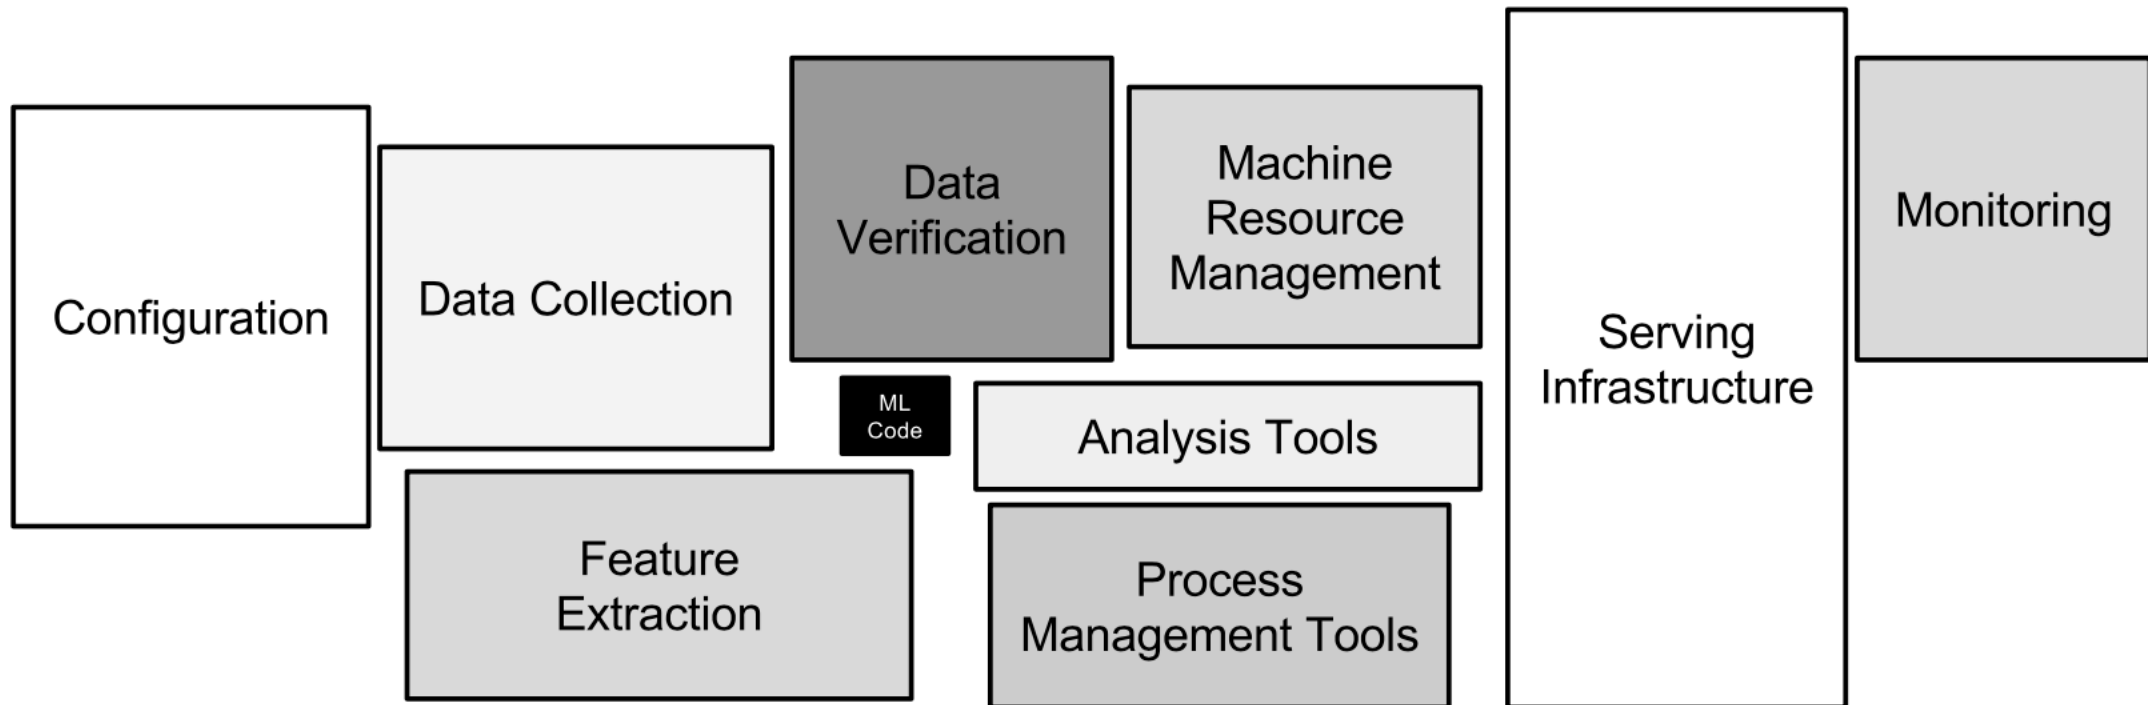 Configuration
Data Collection
Data
Verification
Machine
Resource
Management
Monitoring
Serving
Infrastructure
ML
Code
Analysis Tools
Feature
Extraction
Process
Management Tools